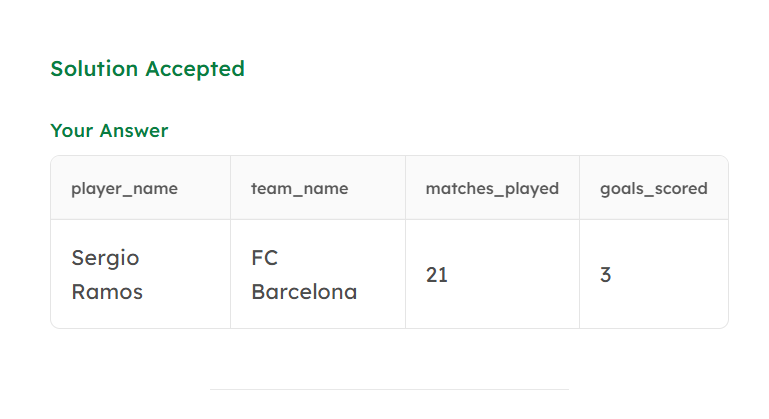 Solution Accepted
Your Answer
player_name team_name matches_played goals_scored
Sergio Ramos FC Barcelona 21 3